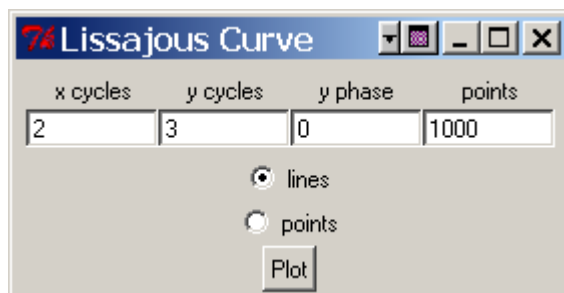 Lissajous Curve
x cycles y cycles y phase points
2 3 0 1000
lines
points
Plot